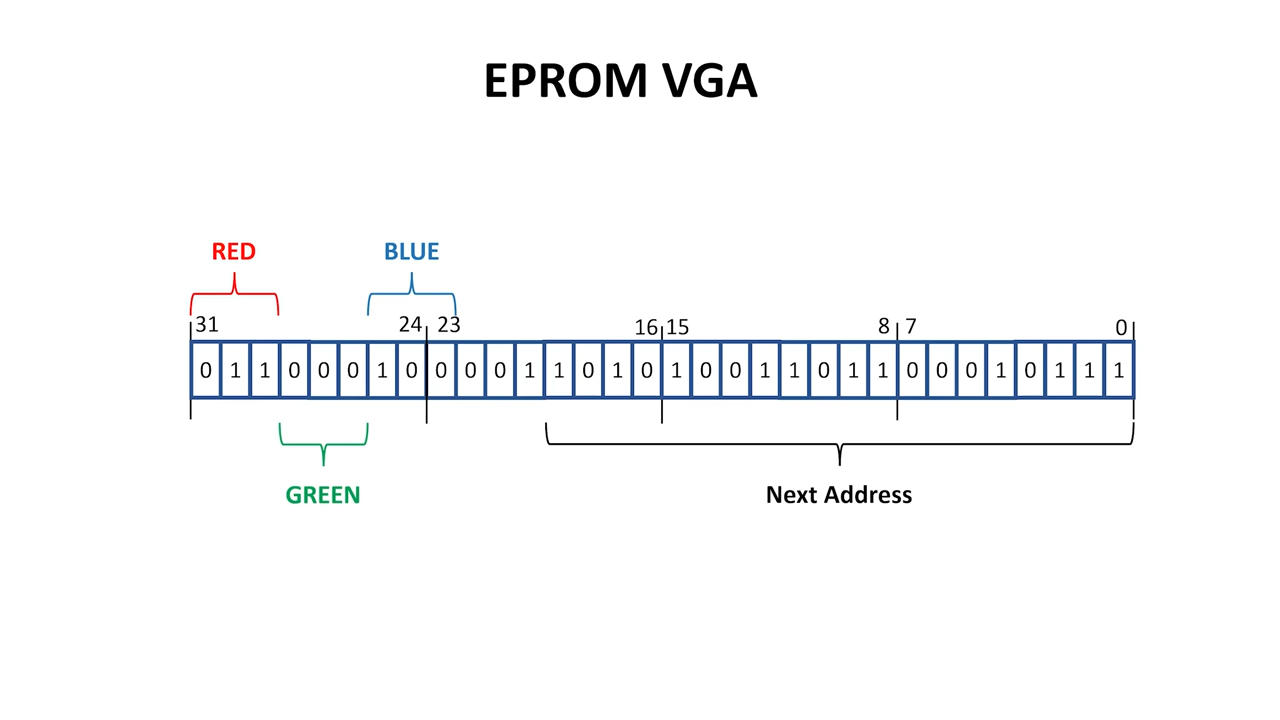 EPROM VGA
RED BLUE
31 24 23 16 15 8 7 0
0 1 1 0 0 0 1 0 0 0 0 1 1 0 1 0 1 0 0 1 1 0 1 1 0 0 0 1 0 1 1 1
GREEN Next Address